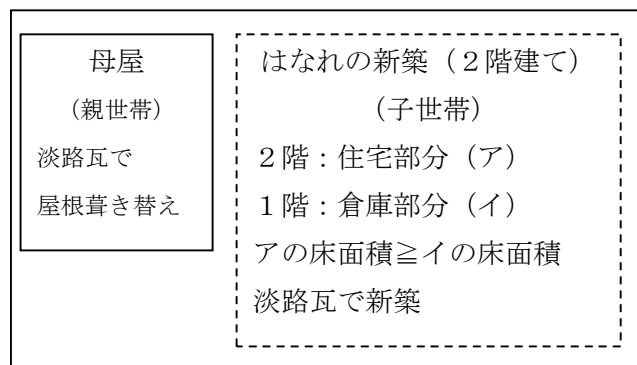 母屋
(親世帯)
淡路瓦で
屋根葺き替え
はなれの新築(2階建て)
(子世帯)
2階:住宅部分(ア)
1階:倉庫部分(イ)
アの床面積≧イの床面積
淡路瓦で新築